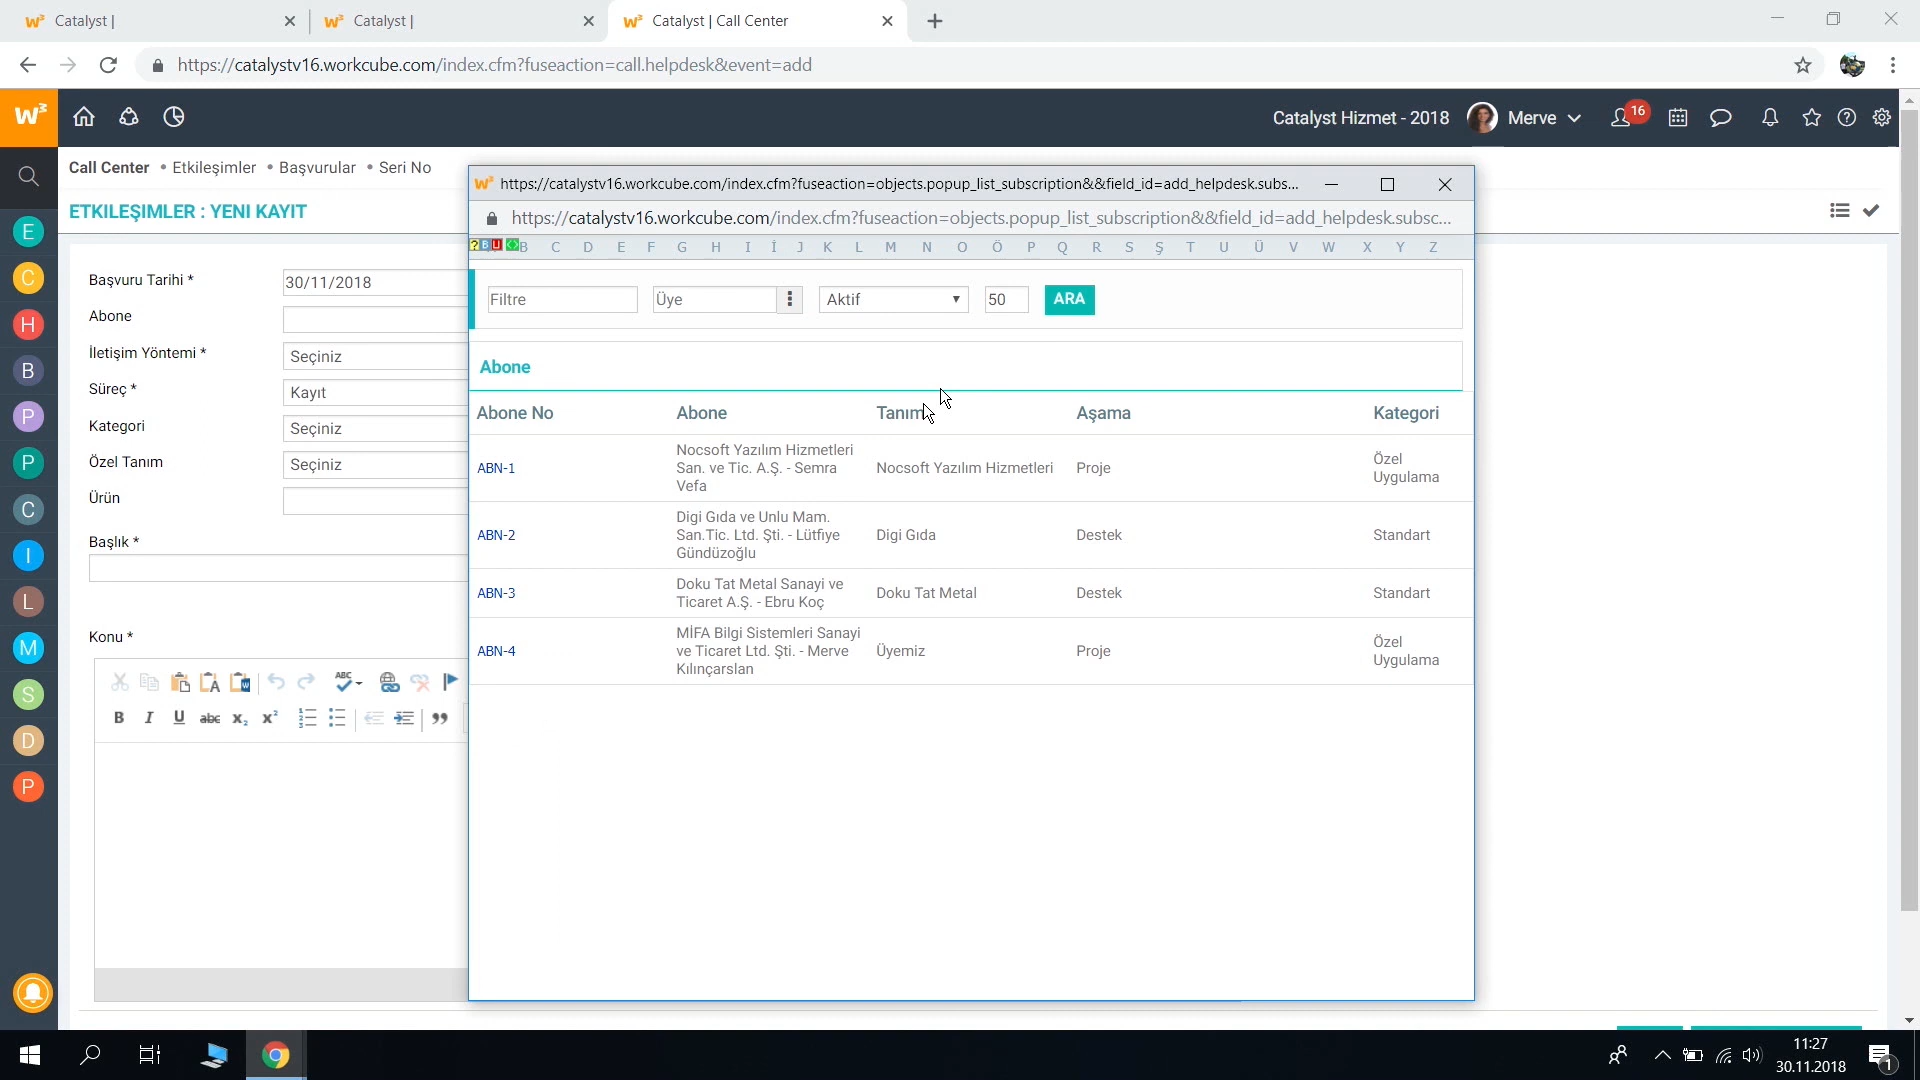 Catalyst |
Catalyst |
Catalyst | Call Center
https://catalystv16.workcube.com/index.cfm?fuseaction=call.helpdesk&event=add
w³
Catalyst Hizmet - 2018
Merve
16
Call Center • Etkileşimler • Başvurular • Seri No
ETKİLEŞİMLER : YENİ KAYIT
E
C
H
B
P
P
C
I
L
M
S
D
P
Başvuru Tarihi *
30/11/2018
Abone
İletişim Yöntemi *
Seçiniz
Süreç *
Kayıt
Kategori
Seçiniz
Özel Tanım
Seçiniz
Ürün
Başlık *
Konu *
https://catalystv16.workcube.com/index.cfm?fuseaction=objects.popup_list_subscription&&field_id=add_helpdesk.subs...
https://catalystv16.workcube.com/index.cfm?fuseaction=objects.popup_list_subscription&&field_id=add_helpdesk.subsc...
B C D E F G H I İ J K L M N O Ö P Q R S Ş T U Ü V W X Y Z
Filtre
Üye
Aktif
50
ARA
Abone
Abone No Abone Tanım Aşama Kategori
ABN-1
Nocsoft Yazılım Hizmetleri
San. ve Tic. A.Ş. - Semra
Vefa
Nocsoft Yazılım Hizmetleri
Proje
Özel
Uygulama
ABN-2
Digi Gıda ve Unlu Mam.
San.Tic. Ltd. Şti. - Lütfiye
Gündüzoğlu
Digi Gıda
Destek
Standart
ABN-3
Doku Tat Metal Sanayi ve
Ticaret A.Ş. - Ebru Koç
Doku Tat Metal
Destek
Standart
ABN-4
MİFA Bilgi Sistemleri Sanayi
ve Ticaret Ltd. Şti. - Merve
Kılınçarslan
Üyemiz
Proje
Özel
Uygulama
11:27
30.11.2018
1